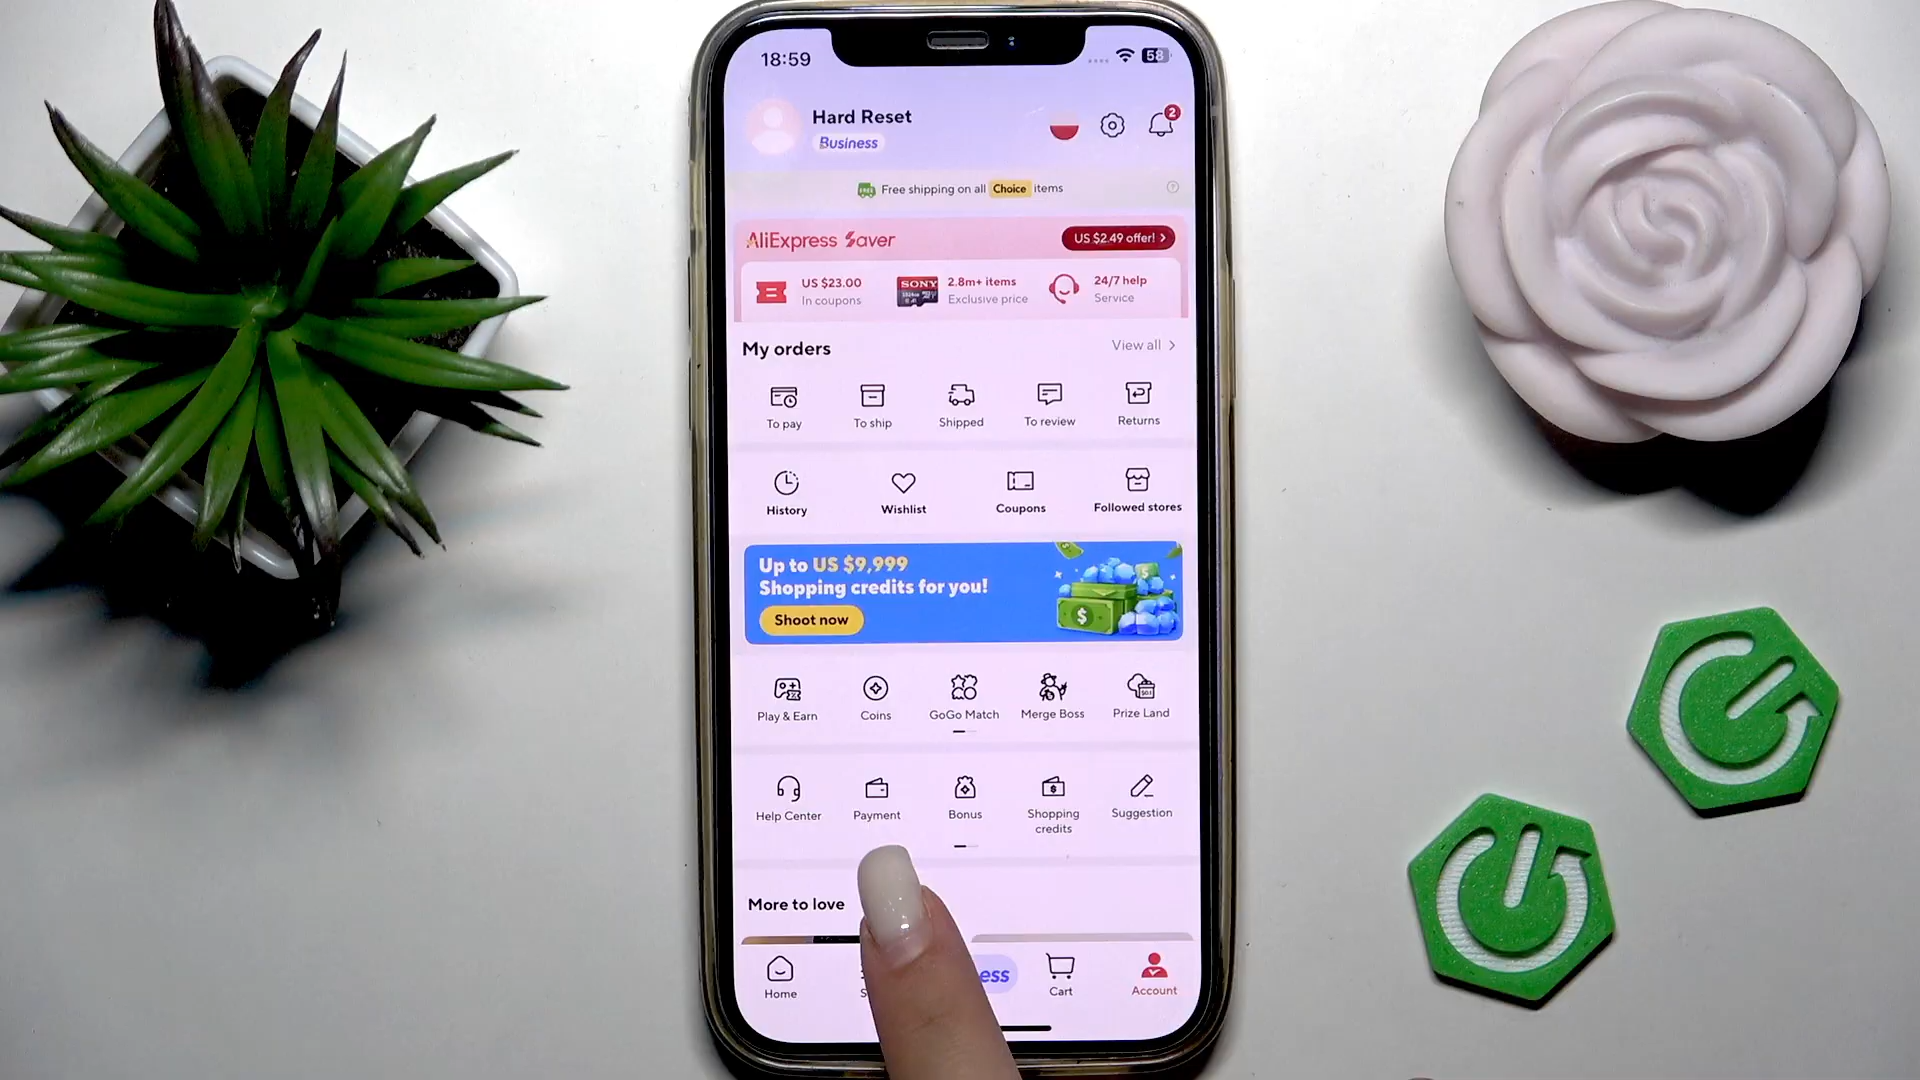 18:59
58
Hard Reset
Business
2
FREE
Free shipping on all Choice items
AliExpress Saver
US $2.49 offer!
US $23.00
In coupons
SONY
2.8m+ items
Exclusive price
24/7 help
Service
My orders
View all
To pay
To ship
Shipped
To review
Returns
History
Wishlist
Coupons
Followed stores
Up to US $9,999
Shopping credits for you!
Shoot now
Play & Earn
Coins
GoGo Match
Merge Boss
Prize Land
Help Center
Payment
Bonus
Shopping
credits
Suggestion
More to love
Home
ess
Cart
Account